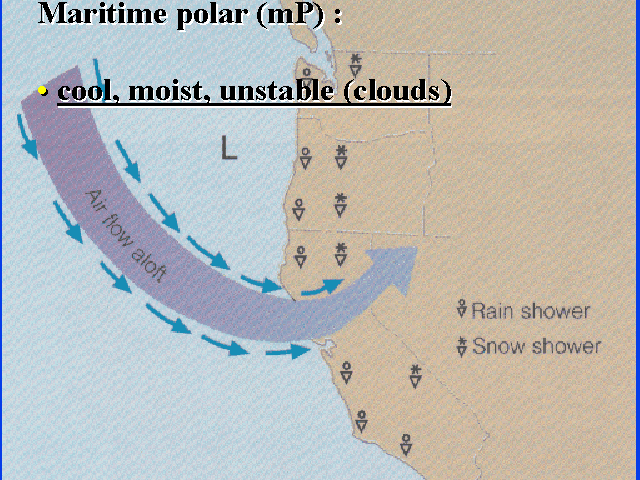 Maritime polar (mP) :
• cool, moist, unstable (clouds)
L
Air flow aloft
Rain shower
Snow shower